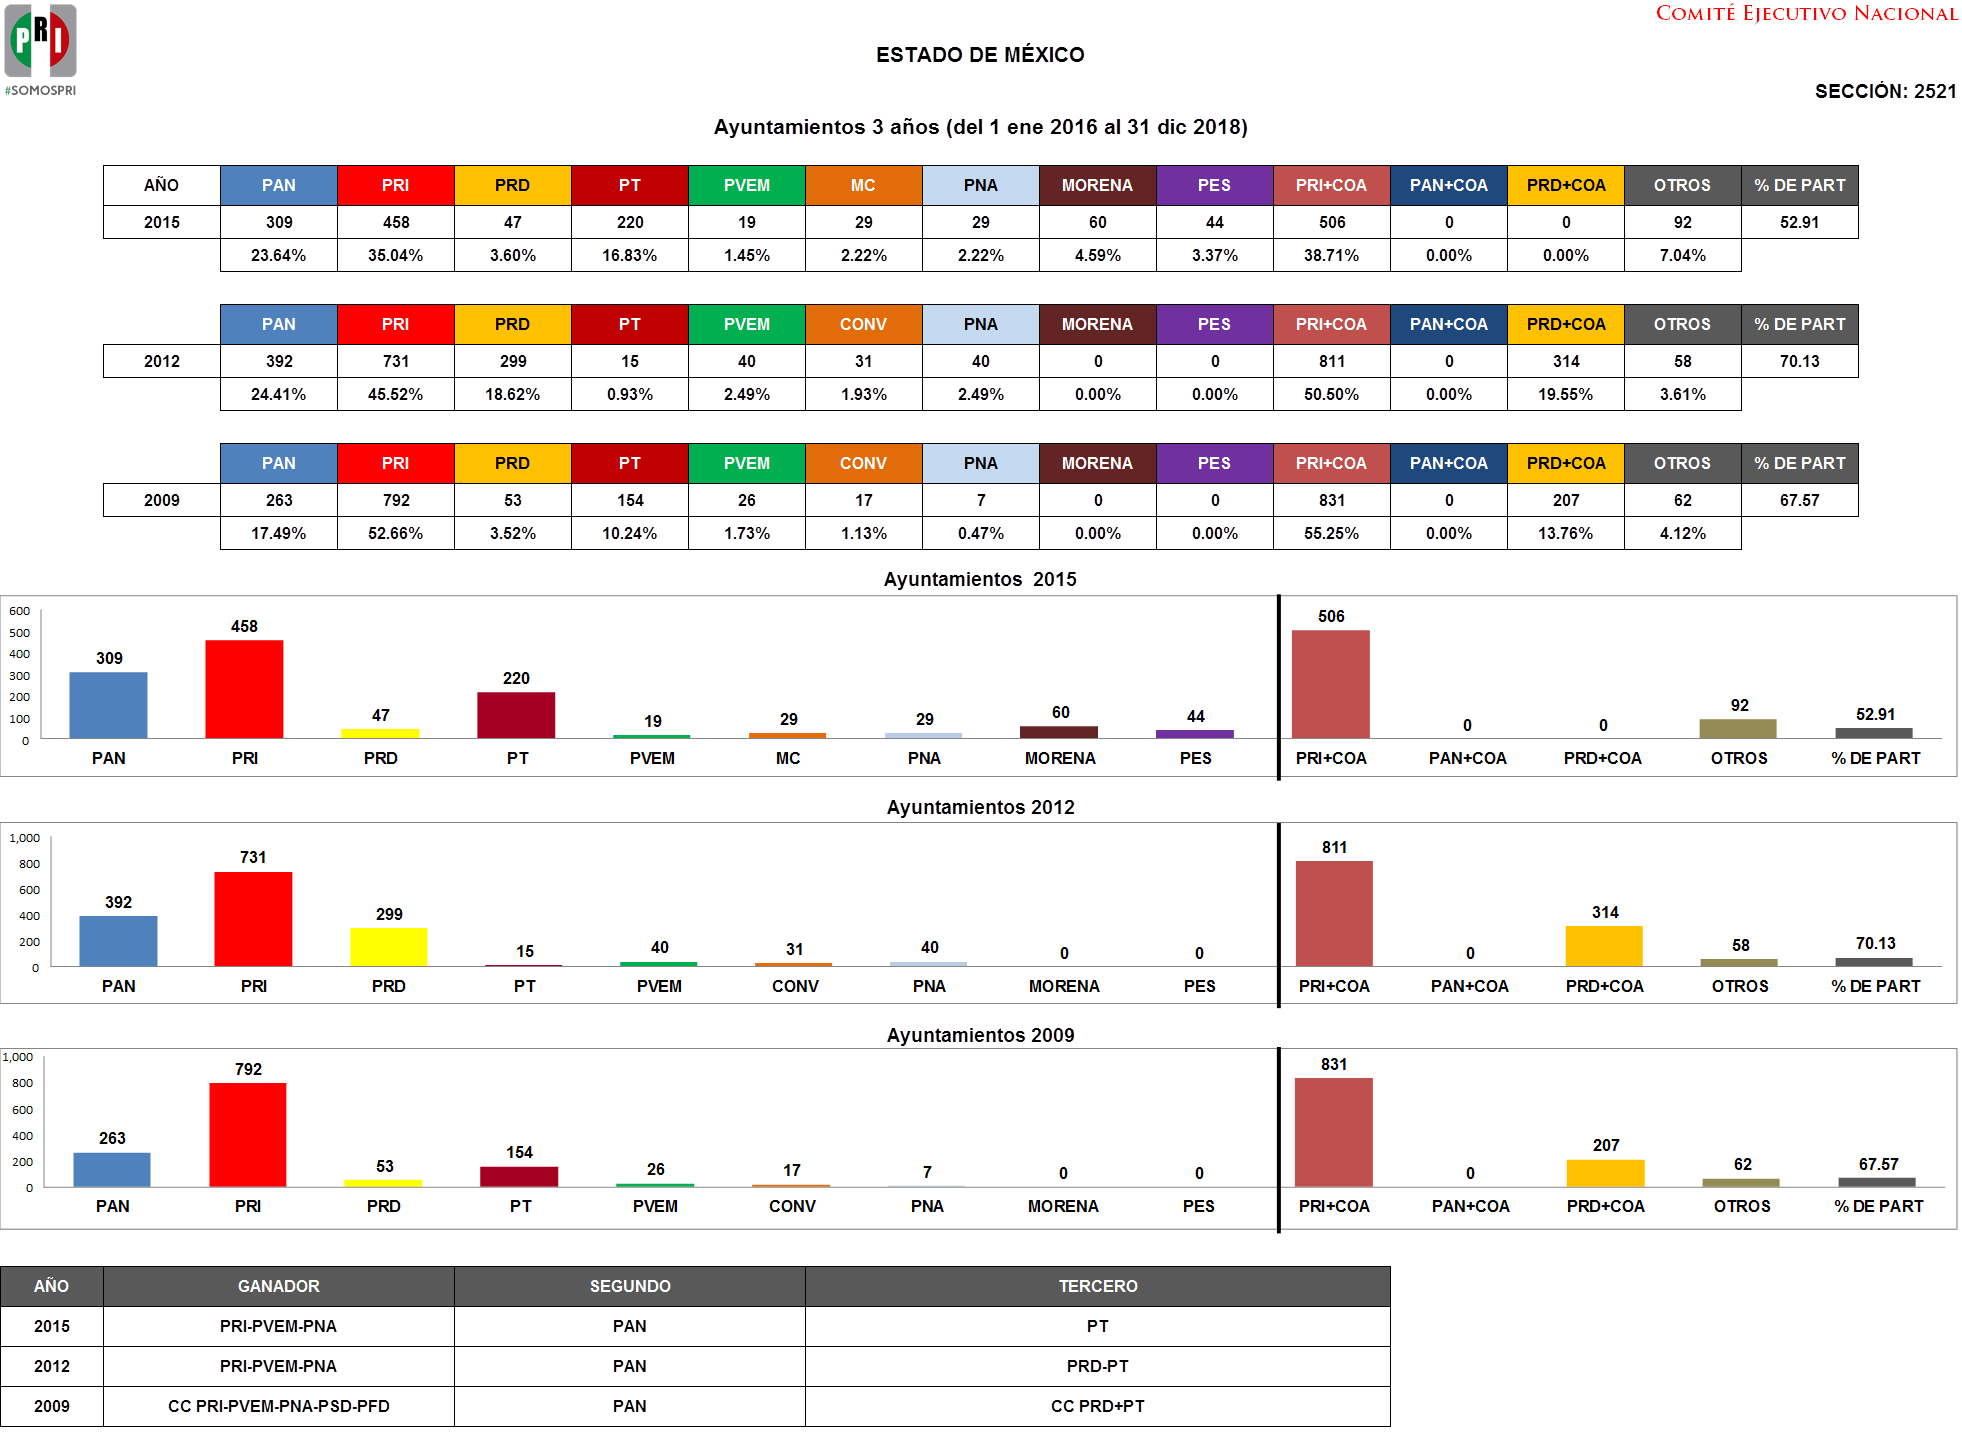 PRI
#SOMOSPRI
COMITÉ EJECUTIVO NACIONAL
ESTADO DE MÉXICO
SECCIÓN: 2521
Ayuntamientos 3 años (del 1 ene 2016 al 31 dic 2018)
AÑO PAN PRI PRD PT PVEM MC PNA MORENA PES PRI+COA PAN+COA PRD+COA OTROS % DE PART
2015 309 458 47 220 19 29 29 60 44 506 0 0 92 52.91
23.64% 35.04% 3.60% 16.83% 1.45% 2.22% 2.22% 4.59% 3.37% 38.71% 0.00% 0.00% 7.04%
PAN PRI PRD PT PVEM CONV PNA MORENA PES PRI+COA PAN+COA PRD+COA OTROS % DE PART
2012 392 731 299 15 40 31 40 0 0 811 0 314 58 70.13
24.41% 45.52% 18.62% 0.93% 2.49% 1.93% 2.49% 0.00% 0.00% 50.50% 0.00% 19.55% 3.61%
PAN PRI PRD PT PVEM CONV PNA MORENA PES PRI+COA PAN+COA PRD+COA OTROS % DE PART
2009 263 792 53 154 26 17 7 0 0 831 0 207 62 67.57
17.49% 52.66% 3.52% 10.24% 1.73% 1.13% 0.47% 0.00% 0.00% 55.25% 0.00% 13.76% 4.12%
Ayuntamientos 2015
600
500
400
300
200
100
0
309 458 47 220 19 29 29 60 44 506 0 0 92 52.91
PAN PRI PRD PT PVEM MC PNA MORENA PES PRI+COA PAN+COA PRD+COA OTROS % DE PART
Ayuntamientos 2012
1,000
800
600
400
200
0
392 731 299 15 40 31 40 0 0 811 0 314 58 70.13
PAN PRI PRD PT PVEM CONV PNA MORENA PES PRI+COA PAN+COA PRD+COA OTROS % DE PART
Ayuntamientos 2009
1,000
800
600
400
200
0
263 792 53 154 26 17 7 0 0 831 0 207 62 67.57
PAN PRI PRD PT PVEM CONV PNA MORENA PES PRI+COA PAN+COA PRD+COA OTROS % DE PART
AÑO GANADOR SEGUNDO TERCERO
2015 PRI-PVEM-PNA PAN PT
2012 PRI-PVEM-PNA PAN PRD-PT
2009 CC PRI-PVEM-PNA-PSD-PFD PAN CC PRD+PT